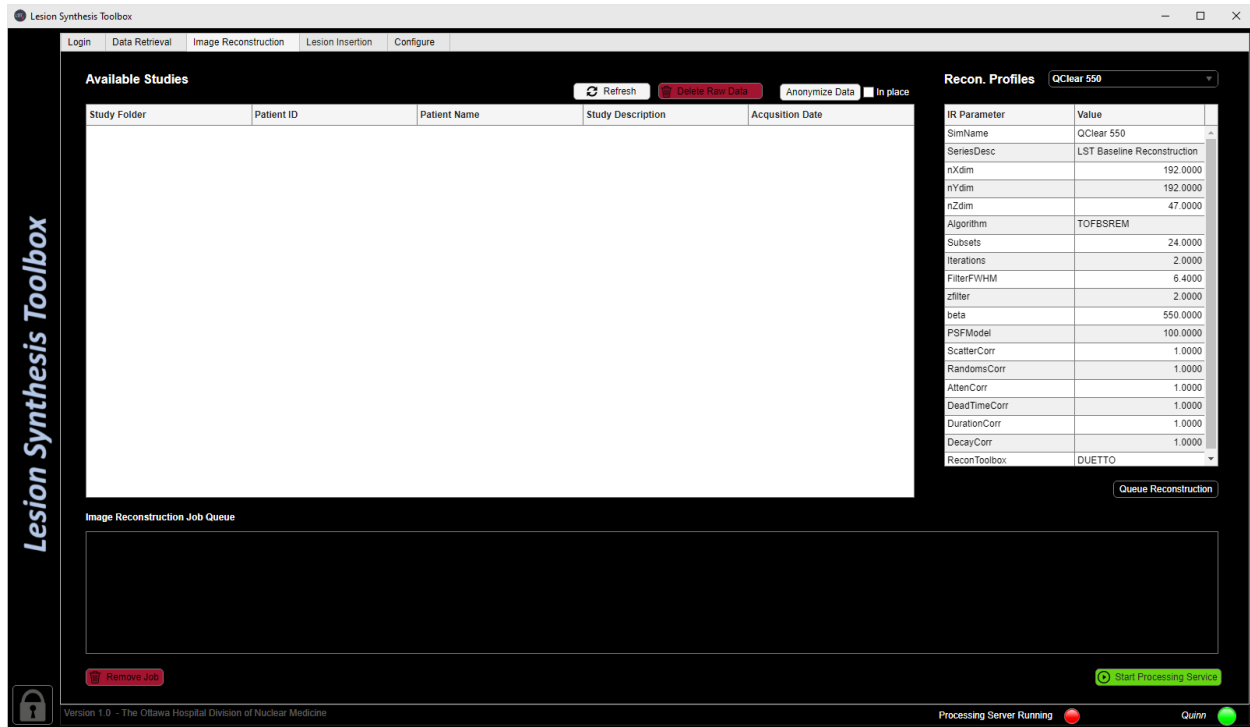 Lesion Synthesis Toolbox
Login Data Retrieval Image Reconstruction Lesion Insertion Configure
Lesion Synthesis Toolbox
Available Studies
Refresh Delete Raw Data Anonymize Data In place
Study Folder Patient ID Patient Name Study Description Acqusition Date
Recon. Profiles QClear 550
IR Parameter Value
SimName QClear 550
SeriesDesc LST Baseline Reconstruction
nXdim 192.0000
nYdim 192.0000
nZdim 47.0000
Algorithm TOFBSREM
Subsets 24.0000
Iterations 2.0000
FilterFWHM 6.4000
zfilter 2.0000
beta 550.0000
PSFModel 100.0000
ScatterCorr 1.0000
RandomsCorr 1.0000
AttenCorr 1.0000
DeadTimeCorr 1.0000
DurationCorr 1.0000
DecayCorr 1.0000
ReconToolbox DUETTO
Queue Reconstruction
Image Reconstruction Job Queue
Remove Job
Start Processing Service
Version 1.0 - The Ottawa Hospital Division of Nuclear Medicine
Processing Server Running Quinn